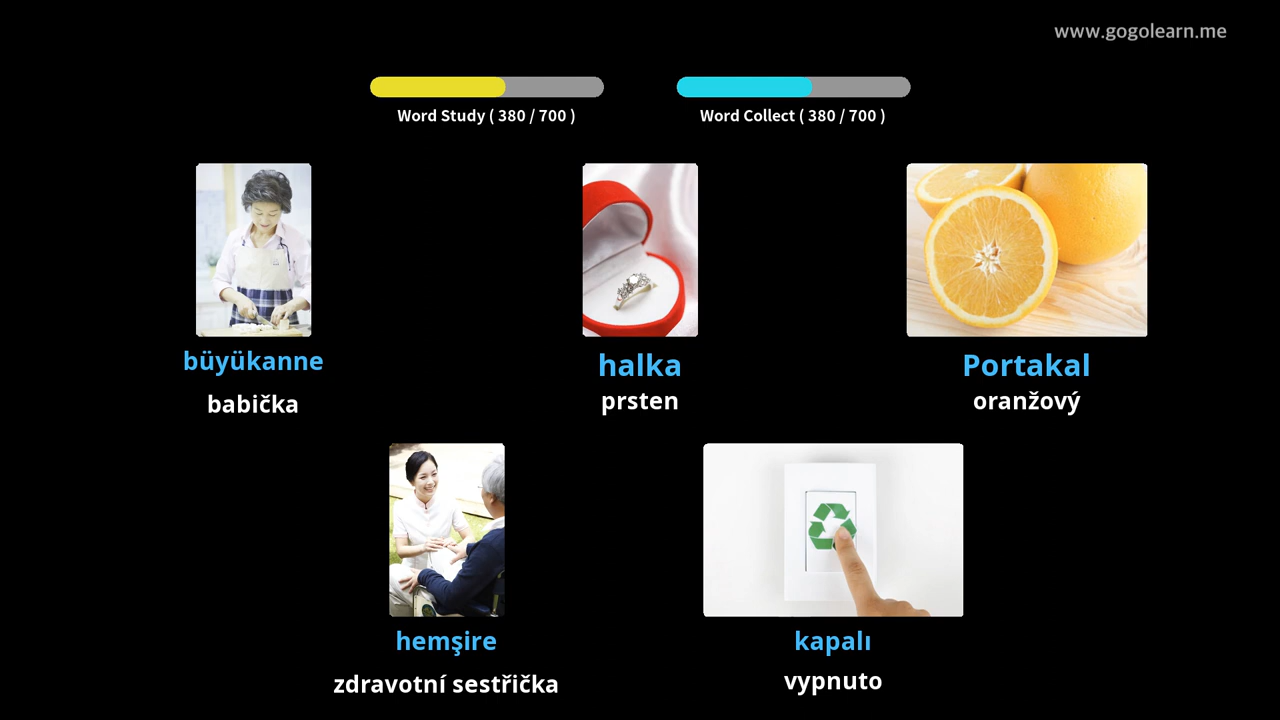 www.gogolearn.me
Word Study ( 380 / 700 )
Word Collect ( 380 / 700 )
büyükanne
babička
halka
prsten
Portakal
oranžový
hemşire
zdravotní sestřička
kapalı
vypnuto